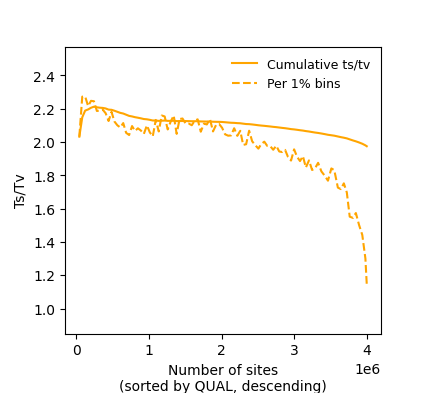 Cumulative ts/tv
Per 1% bins
2.4
2.2
2.0
1.8
1.6
1.4
1.2
1.0
Ts/Tv
0 1 2 3 4
1e6
Number of sites
(sorted by QUAL, descending)